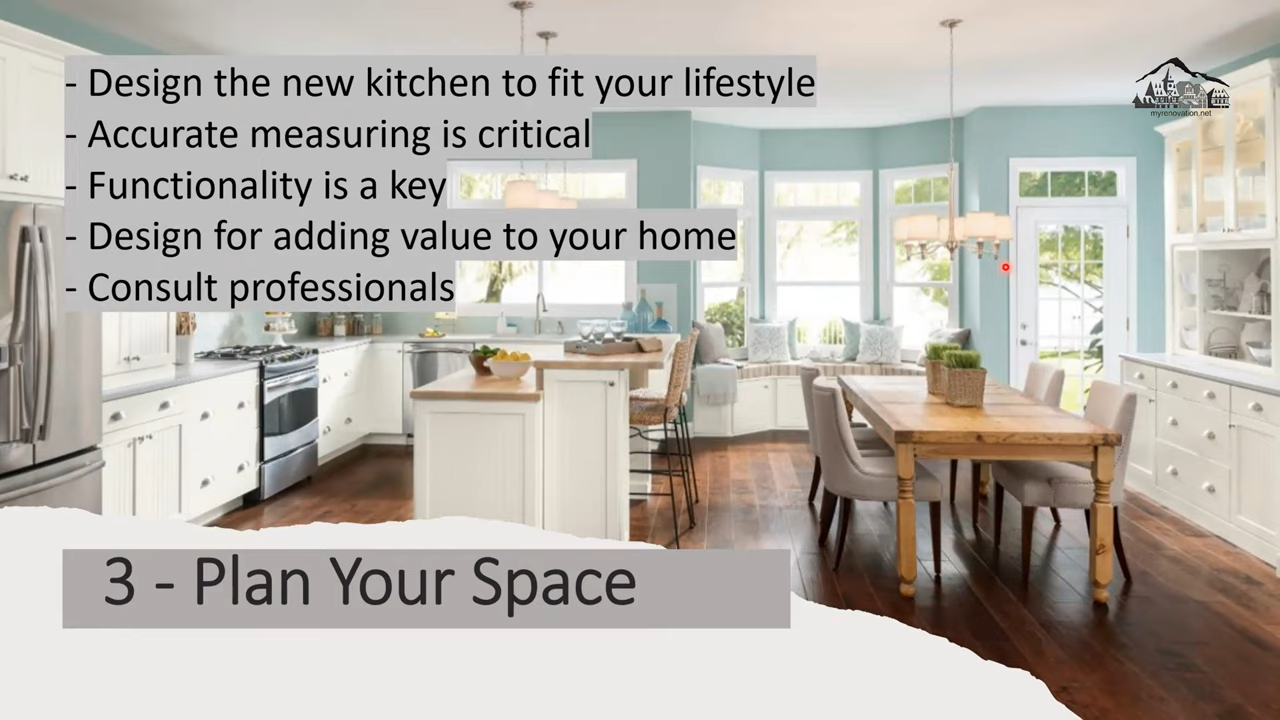 - Design the new kitchen to fit your lifestyle
- Accurate measuring is critical
- Functionality is a key
- Design for adding value to your home
- Consult professionals
myrenovation.net
3 - Plan Your Space